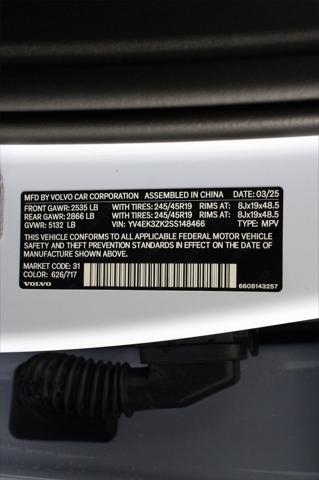 MFD BY VOLVO CAR CORPORATION ASSEMBLED IN CHINA DATE: 03/25
FRONT GAWR: 2535 LB WITH TIRES: 245/45R19 RIMS AT: 8Jx19x48.5
REAR GAWR: 2866 LB WITH TIRES: 245/45R19 RIMS AT: 8Jx19x48.5
GVWR: 5132 LB VIN: YV4EK3ZK2SS148466 TYPE: MPV
THIS VEHICLE CONFORMS TO ALL APPLICABLE FEDERAL MOTOR VEHICLE
SAFETY AND THEFT PREVENTION STANDARDS IN EFFECT ON THE DATE OF
MANUFACTURE SHOWN ABOVE.
MARKET CODE: 31
COLOR: 626/717
VOLVO 6608143257